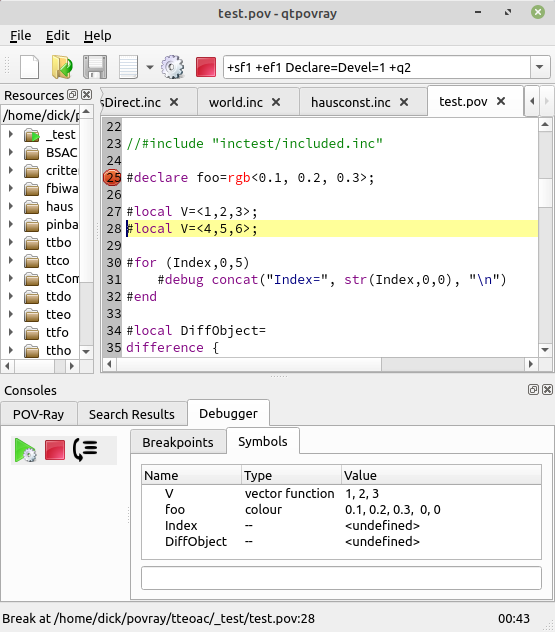 test.pov - qtpovray
File Edit Help
+sf1 +ef1 Declare=Devel=1 +q2
Resources
/home/dick/p
_test
BSAC
critte
fbiwa
haus
pinba
ttbo
ttco
ttCom
ttdo
tteo
ttfo
ttho
sDirect.inc world.inc hausconst.inc test.pov
22
23 //#include "inctest/included.inc"
24
25 #declare foo=rgb<0.1, 0.2, 0.3>;
26
27 #local V=<1,2,3>;
28 #local V=<4,5,6>;
29
30 #for (Index,0,5)
31 #debug concat("Index=", str(Index,0,0), "\n")
32 #end
33
34 #local DiffObject=
35 difference {
Consoles
POV-Ray Search Results Debugger
Breakpoints Symbols
Name Type Value
V vector function 1, 2, 3
foo colour 0.1, 0.2, 0.3, 0, 0
Index -- <undefined>
DiffObject -- <undefined>
Break at /home/dick/povray/tteoac/_test/test.pov:28 00:43